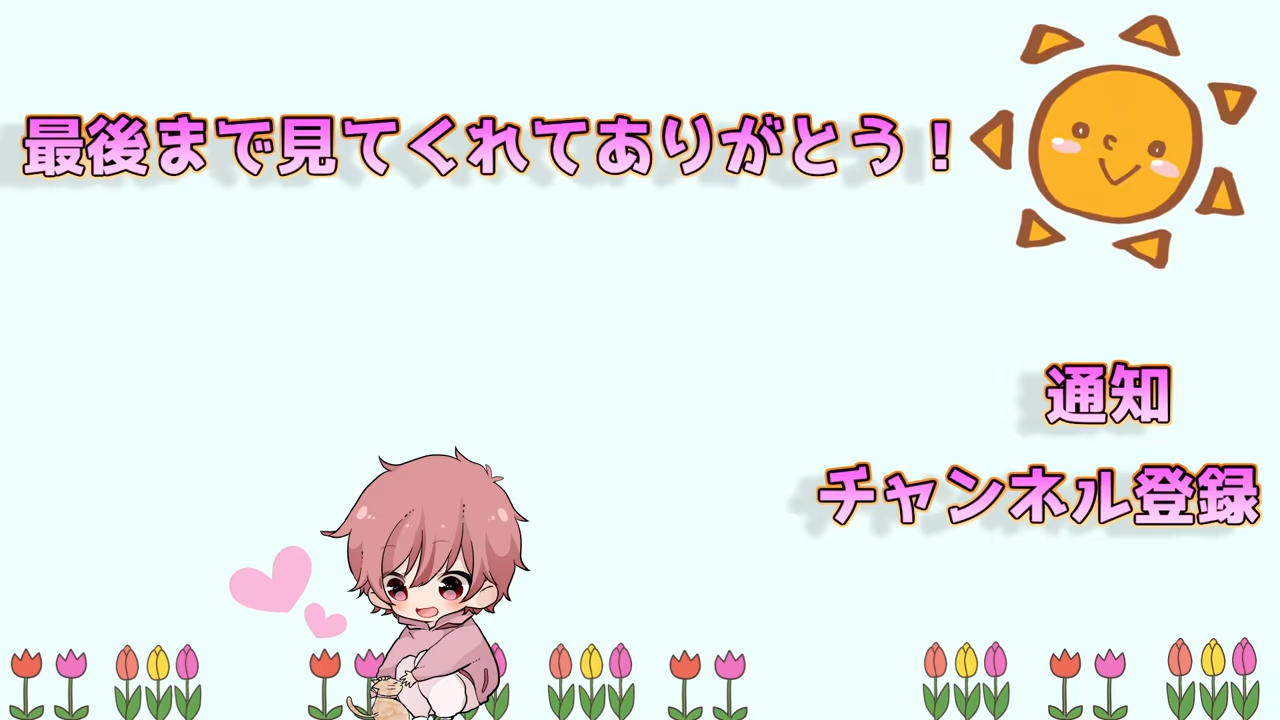 最後まで見てくれてありがとう！
通知
チャンネル登録